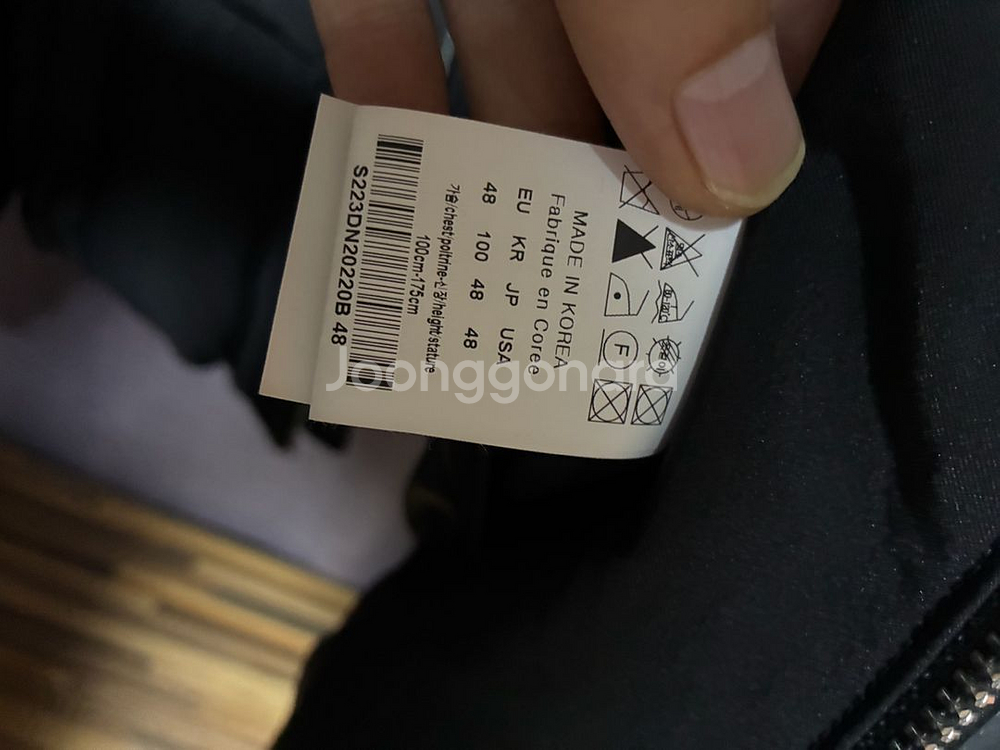 MADE IN KOREA
Fabrique en Coree
EU KR JP USA
48 100 48 48
가슴/chest/poitrine-신장/height/stature
100cm-175cm
S223DN20220B 48
F
Joonggonara